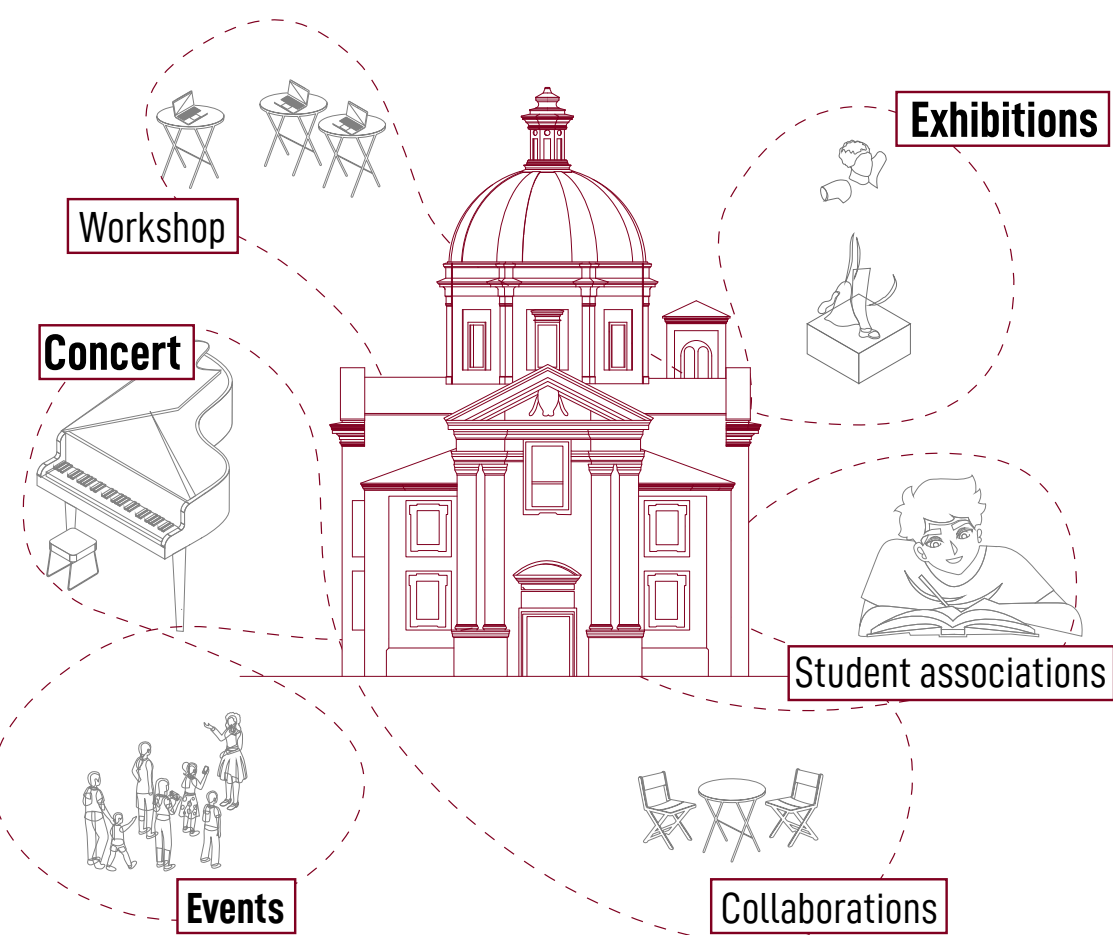 Exhibitions
Workshop
Concert
Student associations
Events
Collaborations